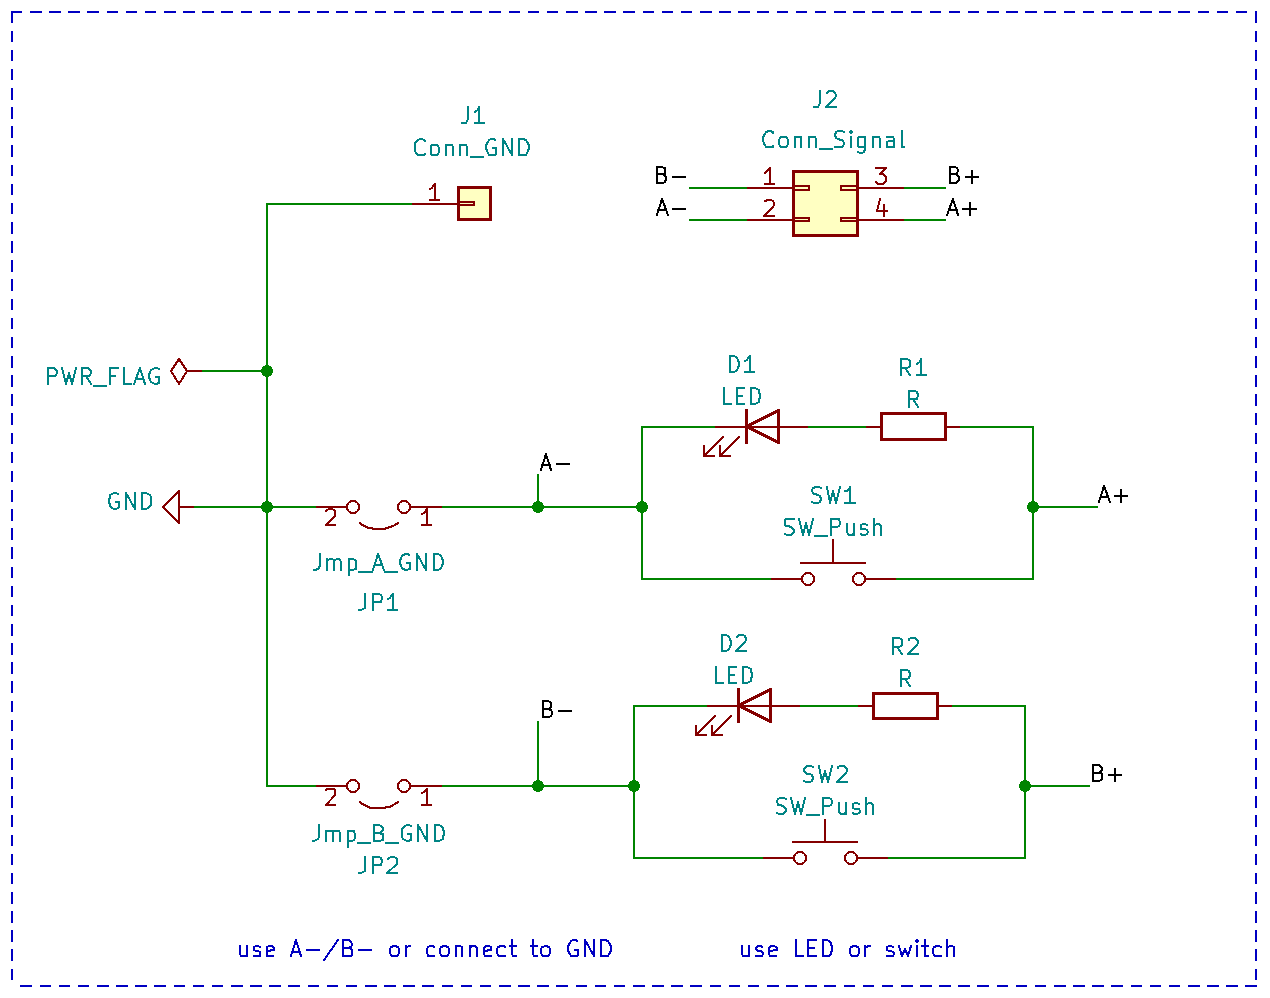 J1
Conn_GND
1
J2
Conn_Signal
B- 1 3 B+
A- 2 4 A+
PWR_FLAG
D1
LED
R1
R
A-
GND
2 1
Jmp_A_GND
JP1
SW1
SW_Push
A+
D2
LED
R2
R
B-
2 1
Jmp_B_GND
JP2
SW2
SW_Push
B+
use A-/B- or connect to GND
use LED or switch